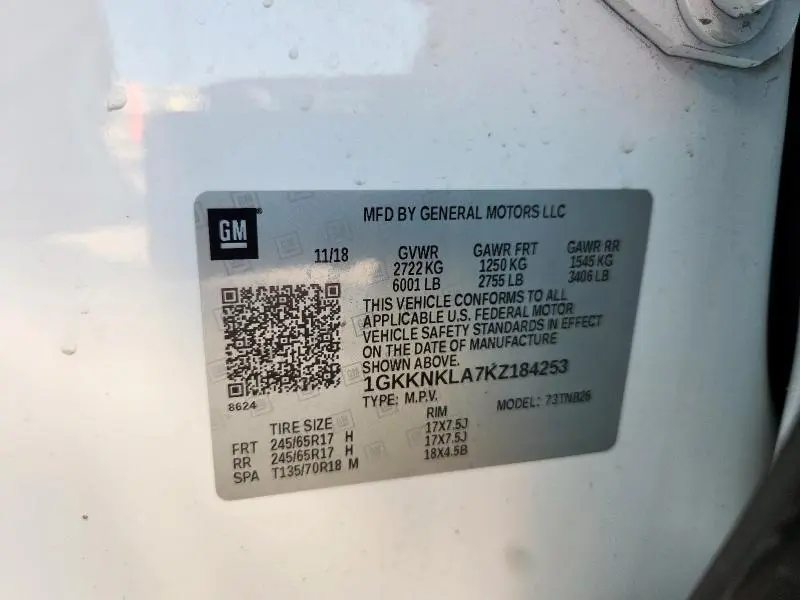 GM
MFD BY GENERAL MOTORS LLC
11/18 GVWR GAWR FRT GAWR RR
2722 KG 1250 KG 1545 KG
6001 LB 2755 LB 3406 LB
THIS VEHICLE CONFORMS TO ALL
APPLICABLE U.S. FEDERAL MOTOR
VEHICLE SAFETY STANDARDS IN EFFECT
ON THE DATE OF MANUFACTURE
SHOWN ABOVE.
1GKKNKLA7KZ184253
8624
TYPE: M.P.V. MODEL: 73TNB26
TIRE SIZE RIM
FRT 245/65R17 H 17X7.5J
RR 245/65R17 H 17X7.5J
SPA T135/70R18 M 18X4.5B